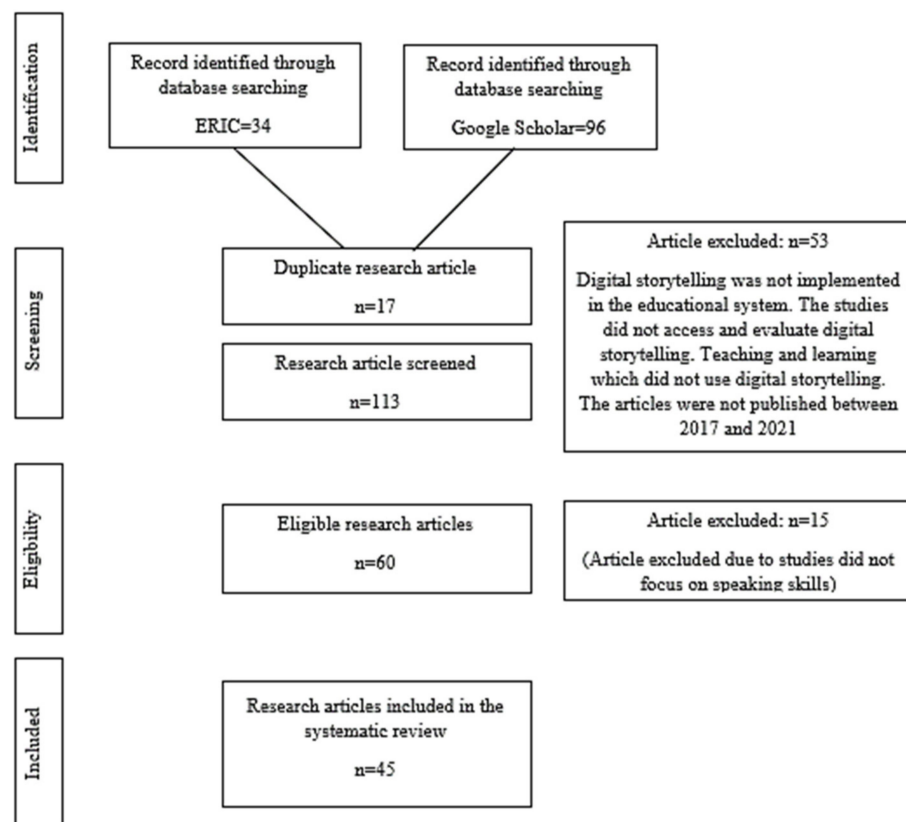 Identification
Record identified through
database searching
ERIC=34
Record identified through
database searching
Google Scholar=96
Screening
Duplicate research article
n=17
Research article screened
n=113
Article excluded: n=53
Digital storytelling was not implemented
in the educational system. The studies
did not access and evaluate digital
storytelling. Teaching and learning
which did not use digital storytelling.
The articles were not published between
2017 and 2021
Eligibility
Eligible research articles
n=60
Article excluded: n=15
(Article excluded due to studies did not
focus on speaking skills)
Included
Research articles included in the
systematic review
n=45